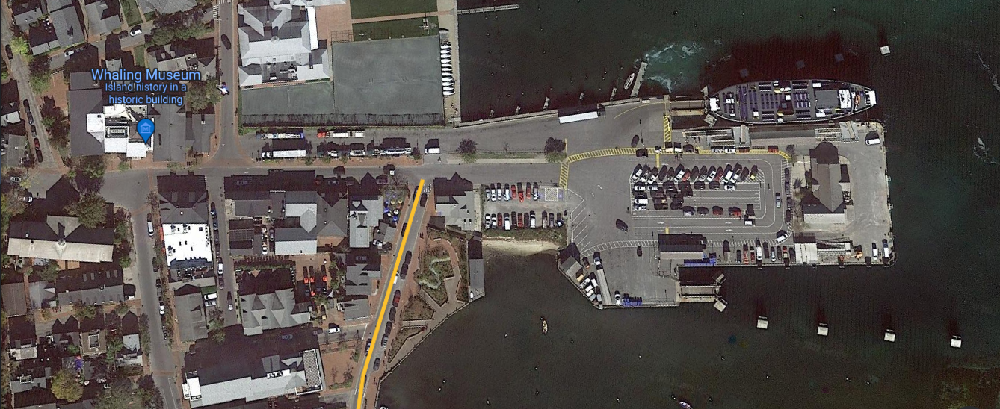 Whaling Museum
Island history in a
historic building